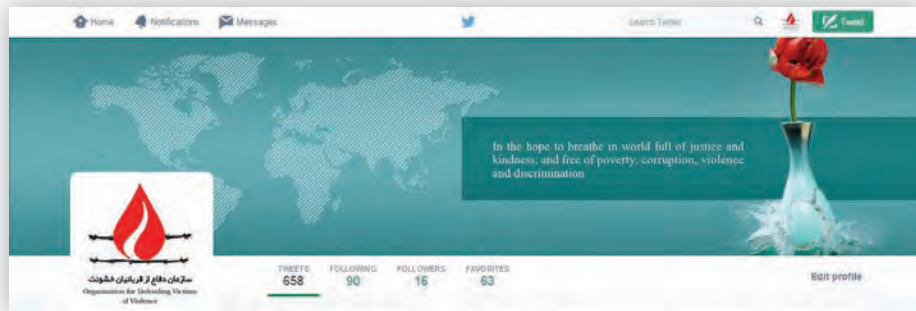 Home Notifications Messages Search Twitter Tweet
In the hope to breathe in world full of justice and
kindness; and free of poverty, corruption, violence
and discrimination
سازمان دفاع از قربانیان خشونت
Organization for Defending Victims
of Violence
TWEETS FOLLOWING FOLLOWERS FAVORITES
658 90 16 63
Edit profile